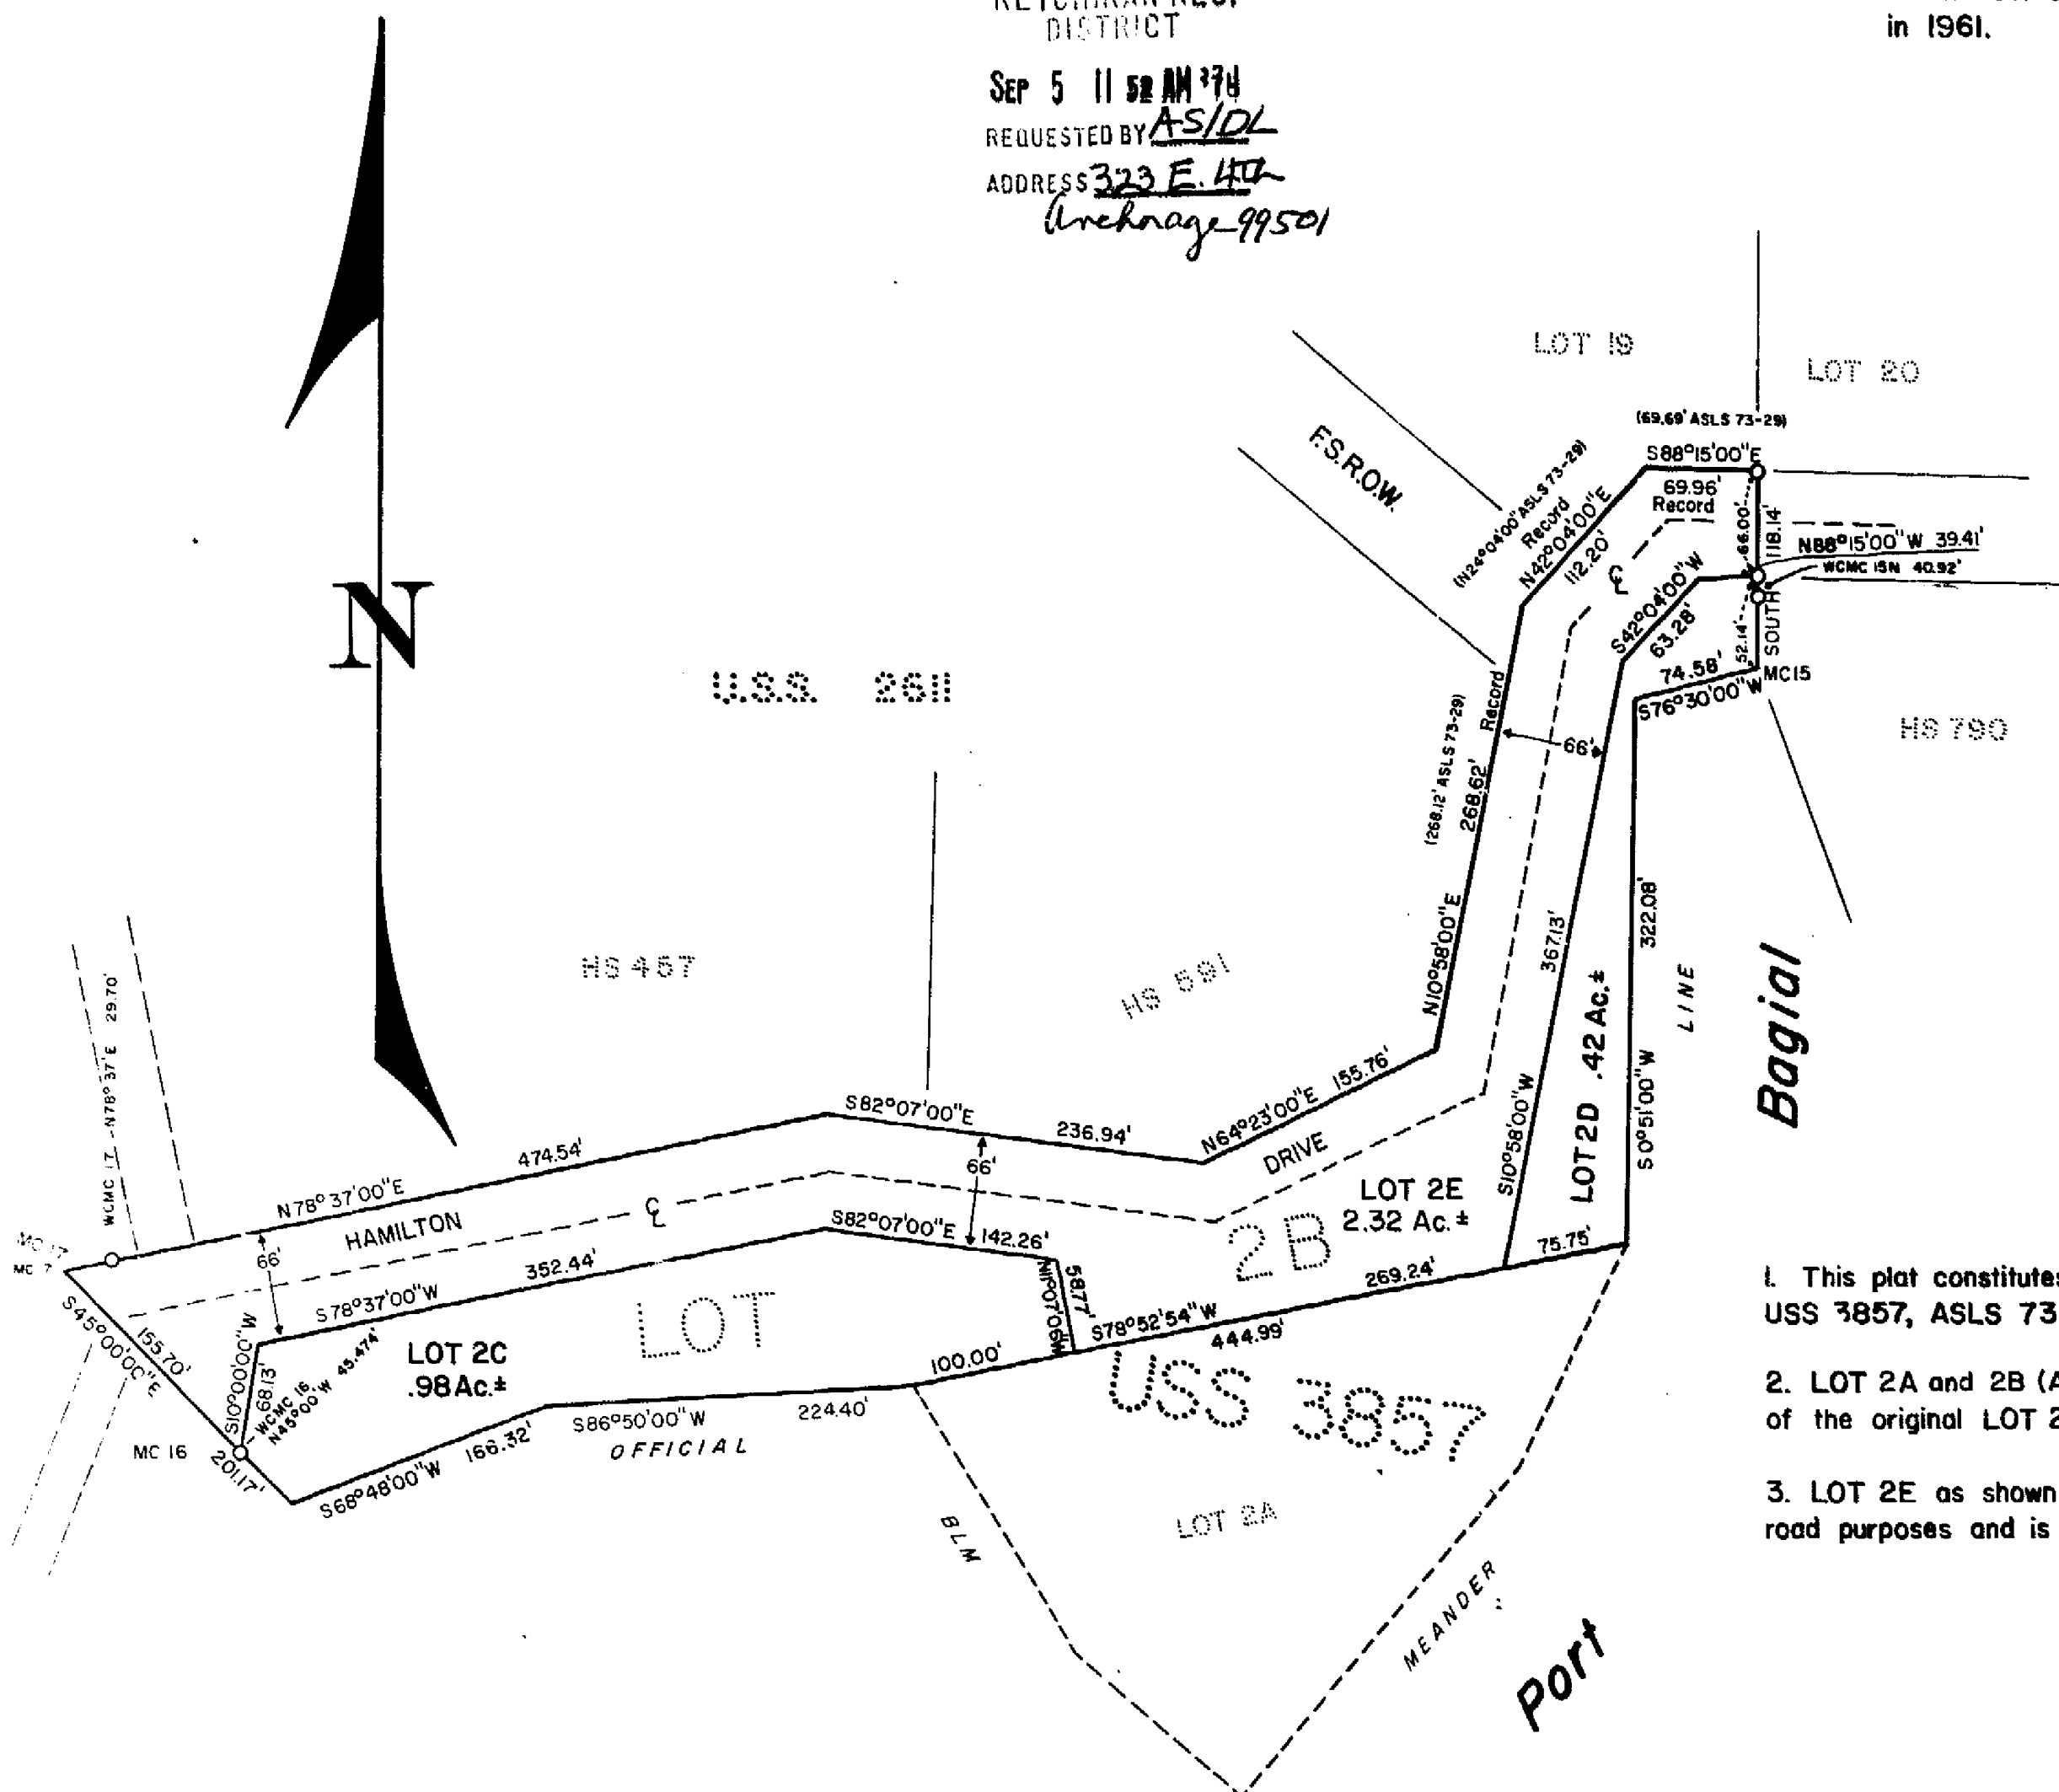 DISTRICT
in 1961.
SEP 5 11 52 AM '74
REQUESTED BY AS/DL
ADDRESS 323 E. 4th
Anchorage 99501
LOT 19
LOT 20
(69.69' ASLS 73-29)
S88°15'00"E
69.96'
Record
F.S.R.O.W.
(N24°04'00" ASLS 73-29)
Record
N42°04'00"E
112.20'
℄
66.00'
118.14'
N88°15'00"W 39.41'
WCMC 15N 40.92'
S42°04'00"W
63.28'
52.14'
SOUTH
74.58'
MC15
S76°30'00"W
HS 790
N
U.S.S. 2611
(268.12' ASLS 73-29)
Record
268.62'
N10°58'00"E
66'
367.13'
S10°58'00"W
LOT 2D .42 Ac.±
322.08'
S0°51'00"W
LINE
Bagial
HS 457
HS 591
WCMC 17 -N78°37'E 29.70'
MC 17
MC 7
N78°37'00"E
474.54'
S82°07'00"E
236.94'
66'
N64°23'00"E 155.76'
HAMILTON
℄
DRIVE
LOT 2E
2.32 Ac.±
2B
66'
S82°07'00"E
142.26'
352.44'
S78°37'00"W
58.77'
N11°07'06"W
75.75'
269.24'
S78°52'54"W
444.99'
S45°00'00"E
155.70'
S10°00'00"W
68.13'
WCMC 16
N45°00'W 45.474'
LOT 2C
.98Ac.±
LOT
100.00'
MC 16
201.17'
S68°48'00"W 166.32'
S86°50'00"W
224.40'
OFFICIAL
USS 3857
LOT 2A
BLM
MEANDER
Port
1. This plat constitutes
USS 3857, ASLS 73
2. LOT 2A and 2B (A
of the original LOT 2
3. LOT 2E as shown
road purposes and is